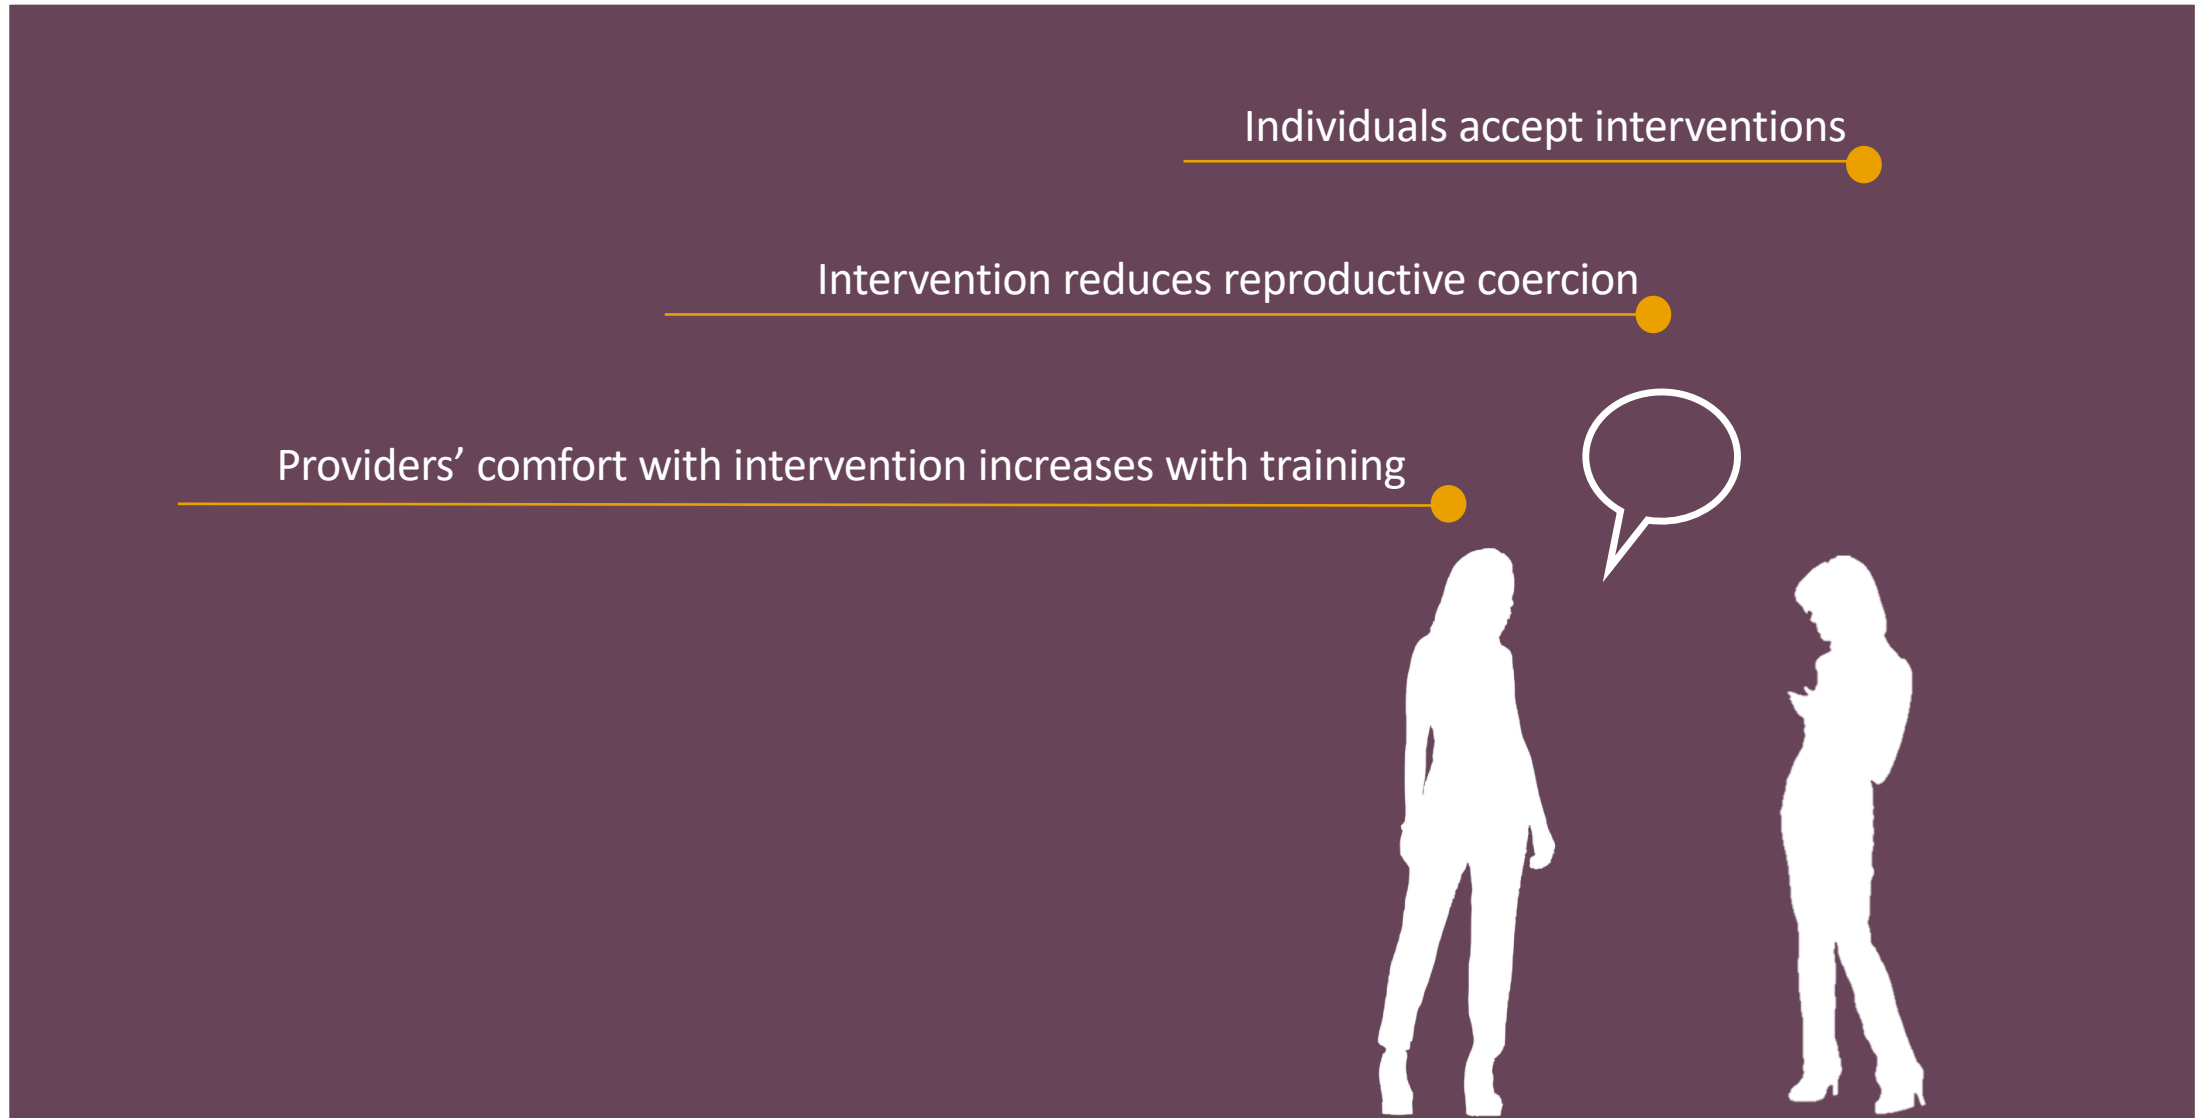 Individuals accept interventions
Intervention reduces reproductive coercion
Providers’ comfort with intervention increases with training